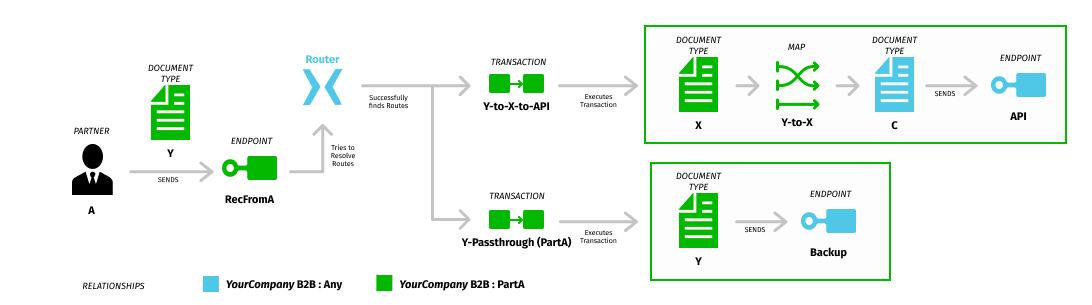 PARTNER
A
DOCUMENT
TYPE
Y
SENDS
ENDPOINT
RecFromA
Router
Tries to
Resolve
Routes
Successfully
finds Routes
TRANSACTION
Y-to-X-to-API
Executes
Transaction
DOCUMENT
TYPE
X
MAP
Y-to-X
DOCUMENT
TYPE
C
SENDS
ENDPOINT
API
TRANSACTION
Y-Passthrough (PartA)
Executes
Transaction
DOCUMENT
TYPE
Y
SENDS
ENDPOINT
Backup
RELATIONSHIPS
YourCompany B2B : Any
YourCompany B2B : PartA